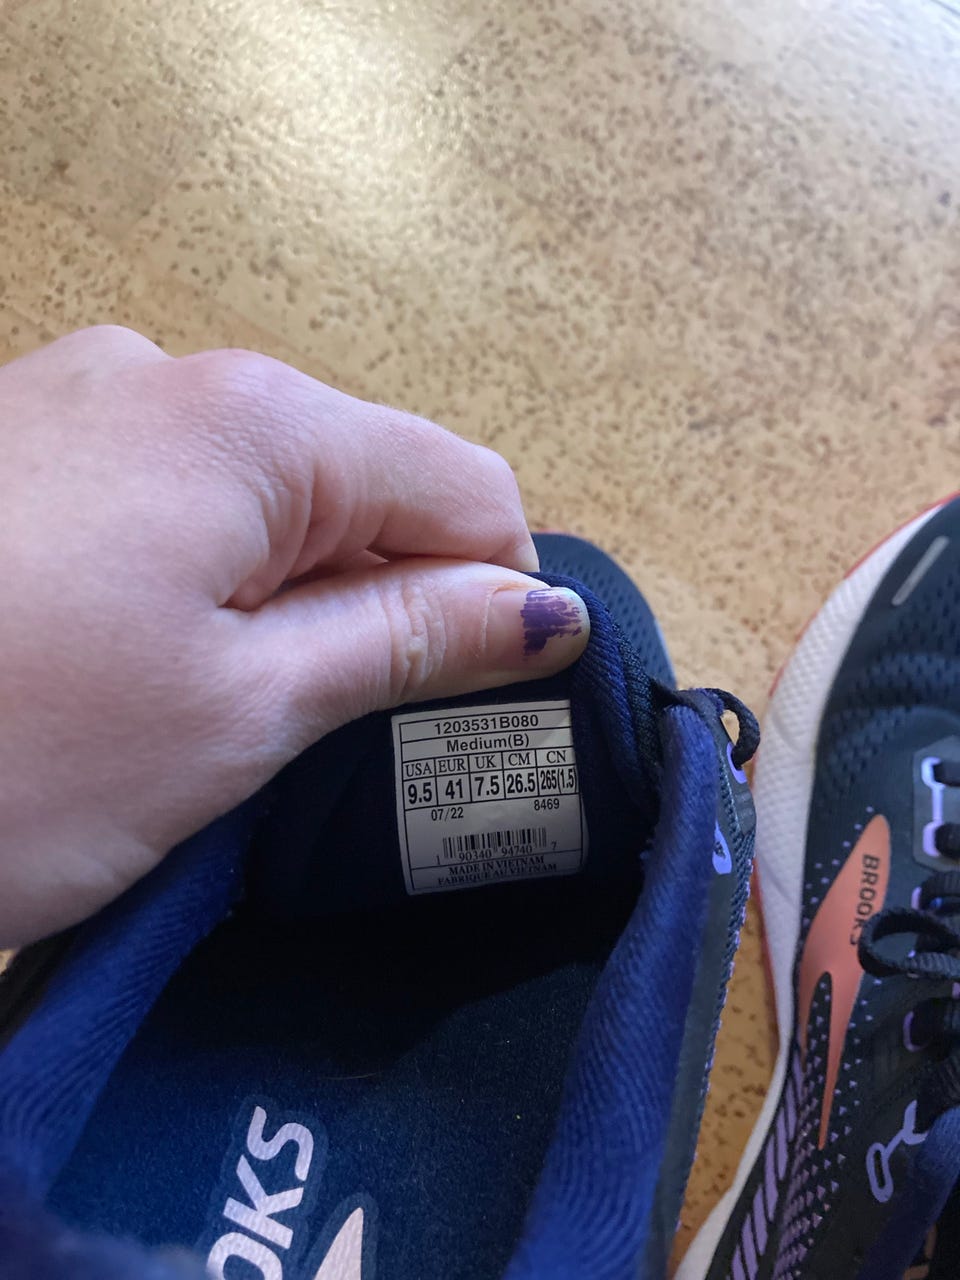 1203531B080
Medium(B)
USA EUR UK CM CN
9.5 41 7.5 26.5 265(1.5)
07/22 8469
1 90340 94740 7
MADE IN VIETNAM
FABRIQUE AU VIETNAM
BROOKS
OKS